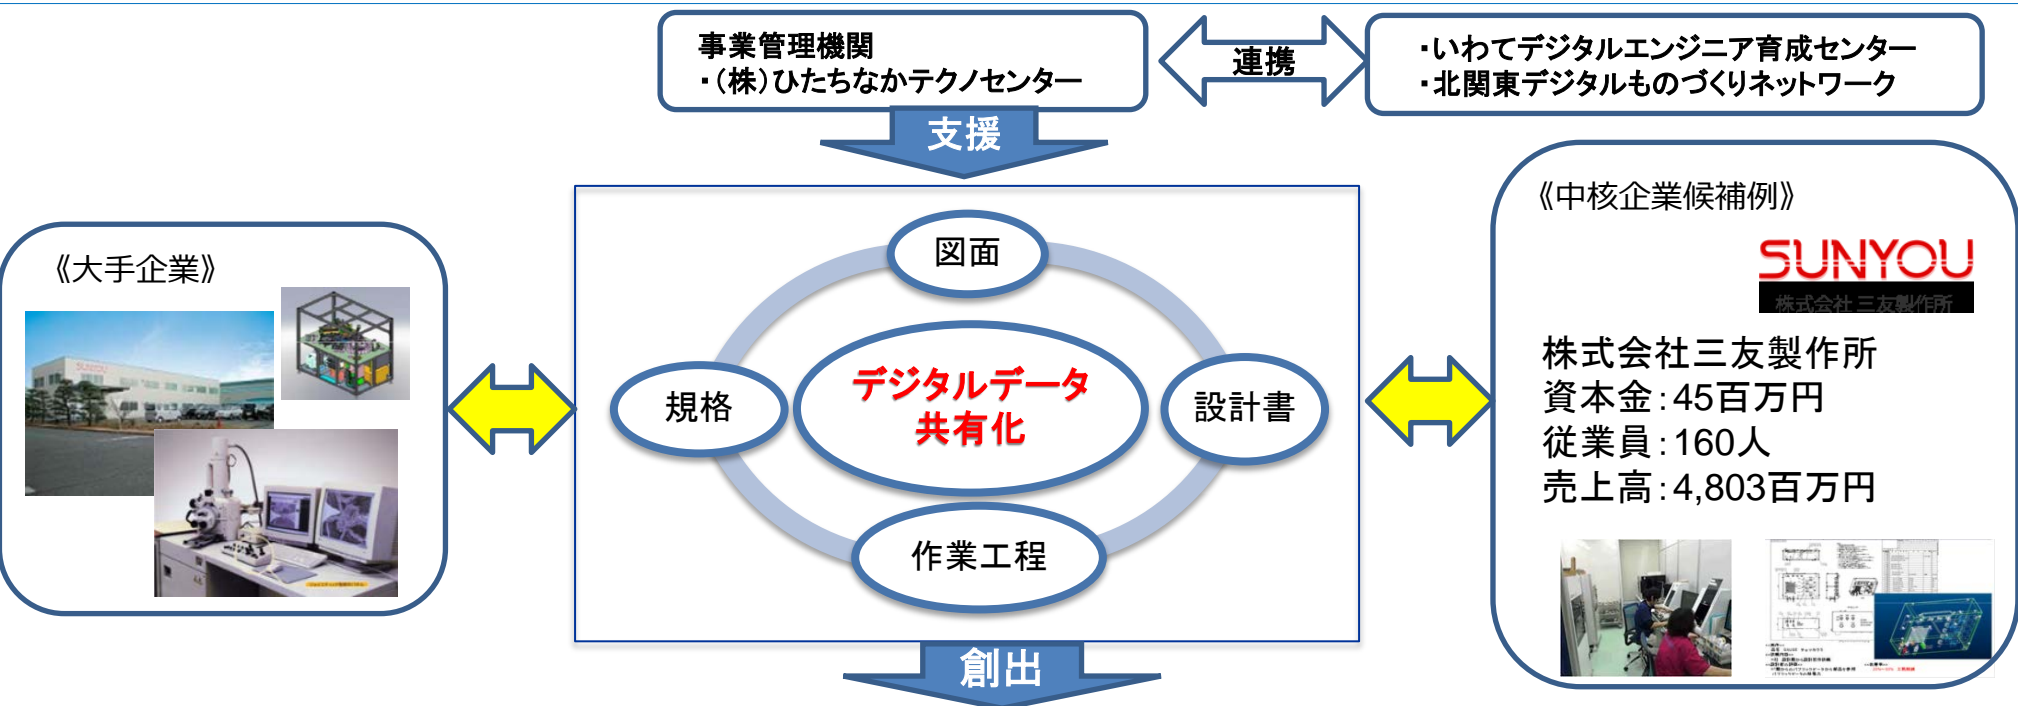 事業管理機関
・(株)ひたちなかテクノセンター
連携
・いわてデジタルエンジニア育成センター
・北関東デジタルものづくりネットワーク
支援
《大手企業》
SUNYOU
図面
規格
デジタルデータ
共有化
設計書
作業工程
《中核企業候補例》
SUNYOU
株式会社 三友製作所
株式会社三友製作所
資本金:45百万円
従業員:160人
売上高:4,803百万円
創出